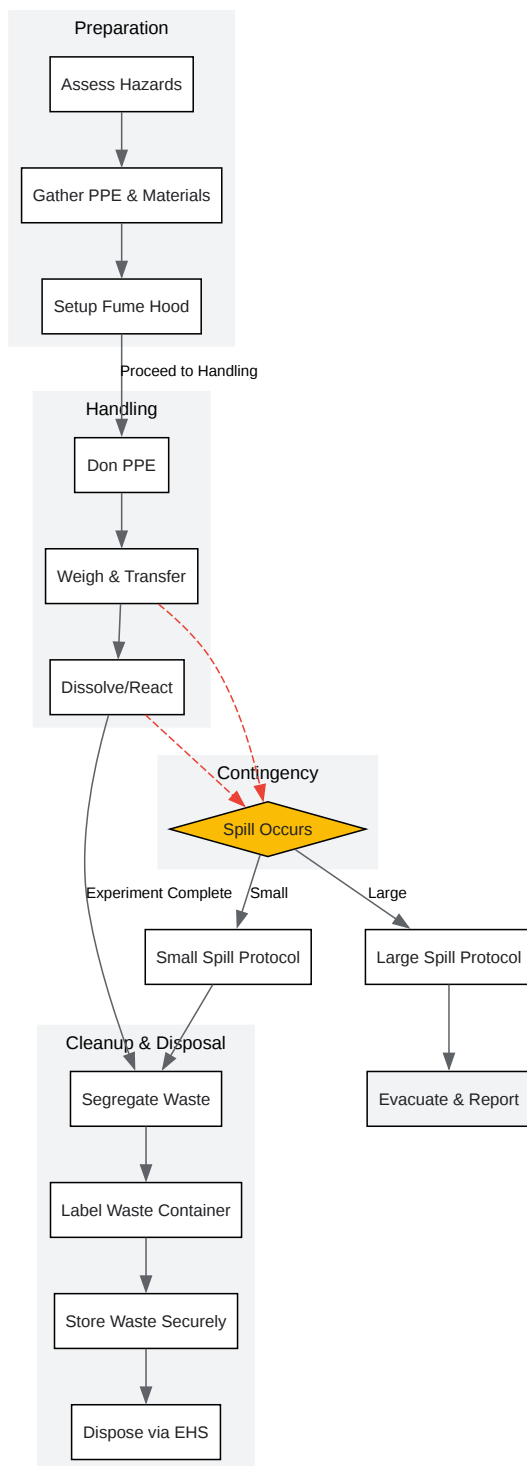 Preparation
Assess Hazards
Gather PPE & Materials
Setup Fume Hood
Proceed to Handling
Handling
Don PPE
Weigh & Transfer
Dissolve/React
Contingency
Spill Occurs
Experiment Complete
Small
Large
Small Spill Protocol
Large Spill Protocol
Cleanup & Disposal
Segregate Waste
Evacuate & Report
Label Waste Container
Store Waste Securely
Dispose via EHS